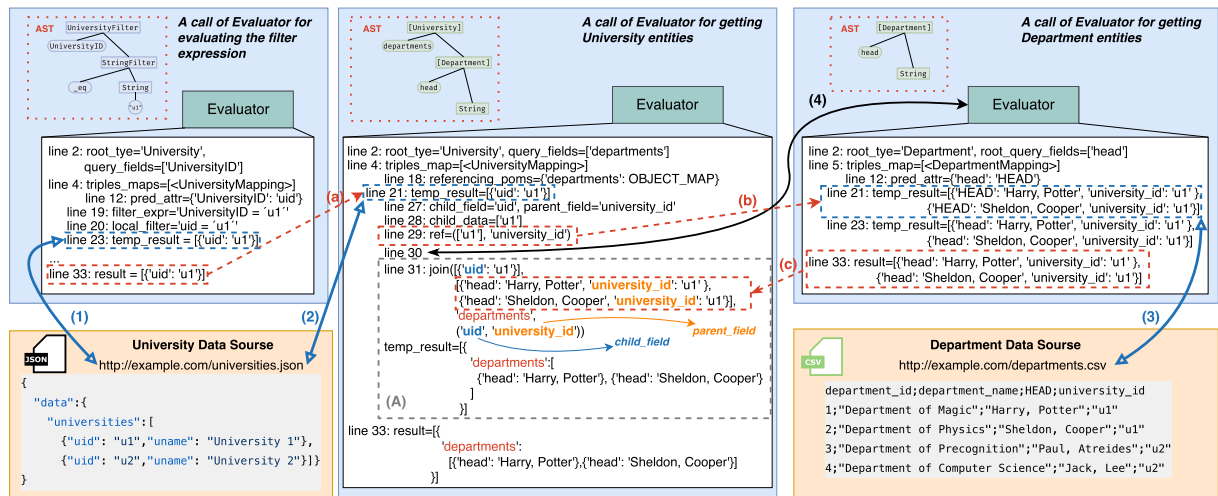 AST
UniversityFilter
UniversityID
StringFilter
_eq
String
"u1"
A call of Evaluator for
evaluating the filter
expression
Evaluator
line 2: root_tye='University',
query_fields=['UniversityID']
line 4: triples_maps=[<UniversityMapping>]
line 12: pred_attr={'UniversityID': 'uid'}
line 19: filter_expr='UniversityID = ´u1´'
line 20: local_filter='uid = ´u1´'
line 23: temp_result = [{'uid': 'u1'}]
...
line 33: result = [{'uid': 'u1'}]
(a)
(1)
(2)
University Data Sourse
JSON
http://example.com/universities.json
{
"data":{
"universities":[
{"uid": "u1","uname": "University 1"},
{"uid": "u2","uname": "University 2"}]}
}
AST
[University]
departments
[Department]
head
String
A call of Evaluator for getting
University entities
Evaluator
line 2: root_tye='University', query_fields=['departments']
line 4: triples_map=[<UniversityMapping>]
line 18: referencing_poms={'departments': OBJECT_MAP}
line 21: temp_result=[{'uid': 'u1'}]
line 27: child_field='uid', parent_field='university_id'
line 28: child_data=['u1']
line 29: ref=(['u1'], 'university_id')
line 30
line 31: join([{'uid': 'u1'}],
[{'head': 'Harry, Potter', 'university_id': 'u1' },
{'head': 'Sheldon, Cooper', 'university_id': 'u1'}],
'departments',
('uid', 'university_id'))
parent_field
child_field
temp_result=[{
'departments':[
{'head': 'Harry, Potter'}, {'head': 'Sheldon, Cooper'}
]
}]
(A)
line 33: result=[{
'departments':
[{'head': 'Harry, Potter'},{'head': 'Sheldon, Cooper'}]
}]
(4)
(b)
(c)
AST
[Department]
head
String
A call of Evaluator for getting
Department entities
Evaluator
line 2: root_tye='Department', root_query_fields=['head']
line 5: triples_map=[<DepartmentMapping>]
line 12: pred_attr={'head': 'HEAD'}
line 21: temp_result=[{'HEAD': 'Harry, Potter', 'university_id': 'u1' },
{'HEAD': 'Sheldon, Cooper', 'university_id': 'u1'}]
line 23: temp_result=[{'head': 'Harry, Potter', 'university_id': 'u1' },
{'head': 'Sheldon, Cooper', 'university_id': 'u1'}]
line 33: result=[{'head': 'Harry, Potter', 'university_id': 'u1' },
{'head': 'Sheldon, Cooper', 'university_id': 'u1'}]
(3)
Department Data Sourse
CSV
http://example.com/departments.csv
department_id;department_name;HEAD;university_id
1;"Department of Magic";"Harry, Potter";"u1"
2;"Department of Physics";"Sheldon, Cooper";"u1"
3;"Department of Precognition";"Paul, Atreides";"u2"
4;"Department of Computer Science";"Jack, Lee";"u2"